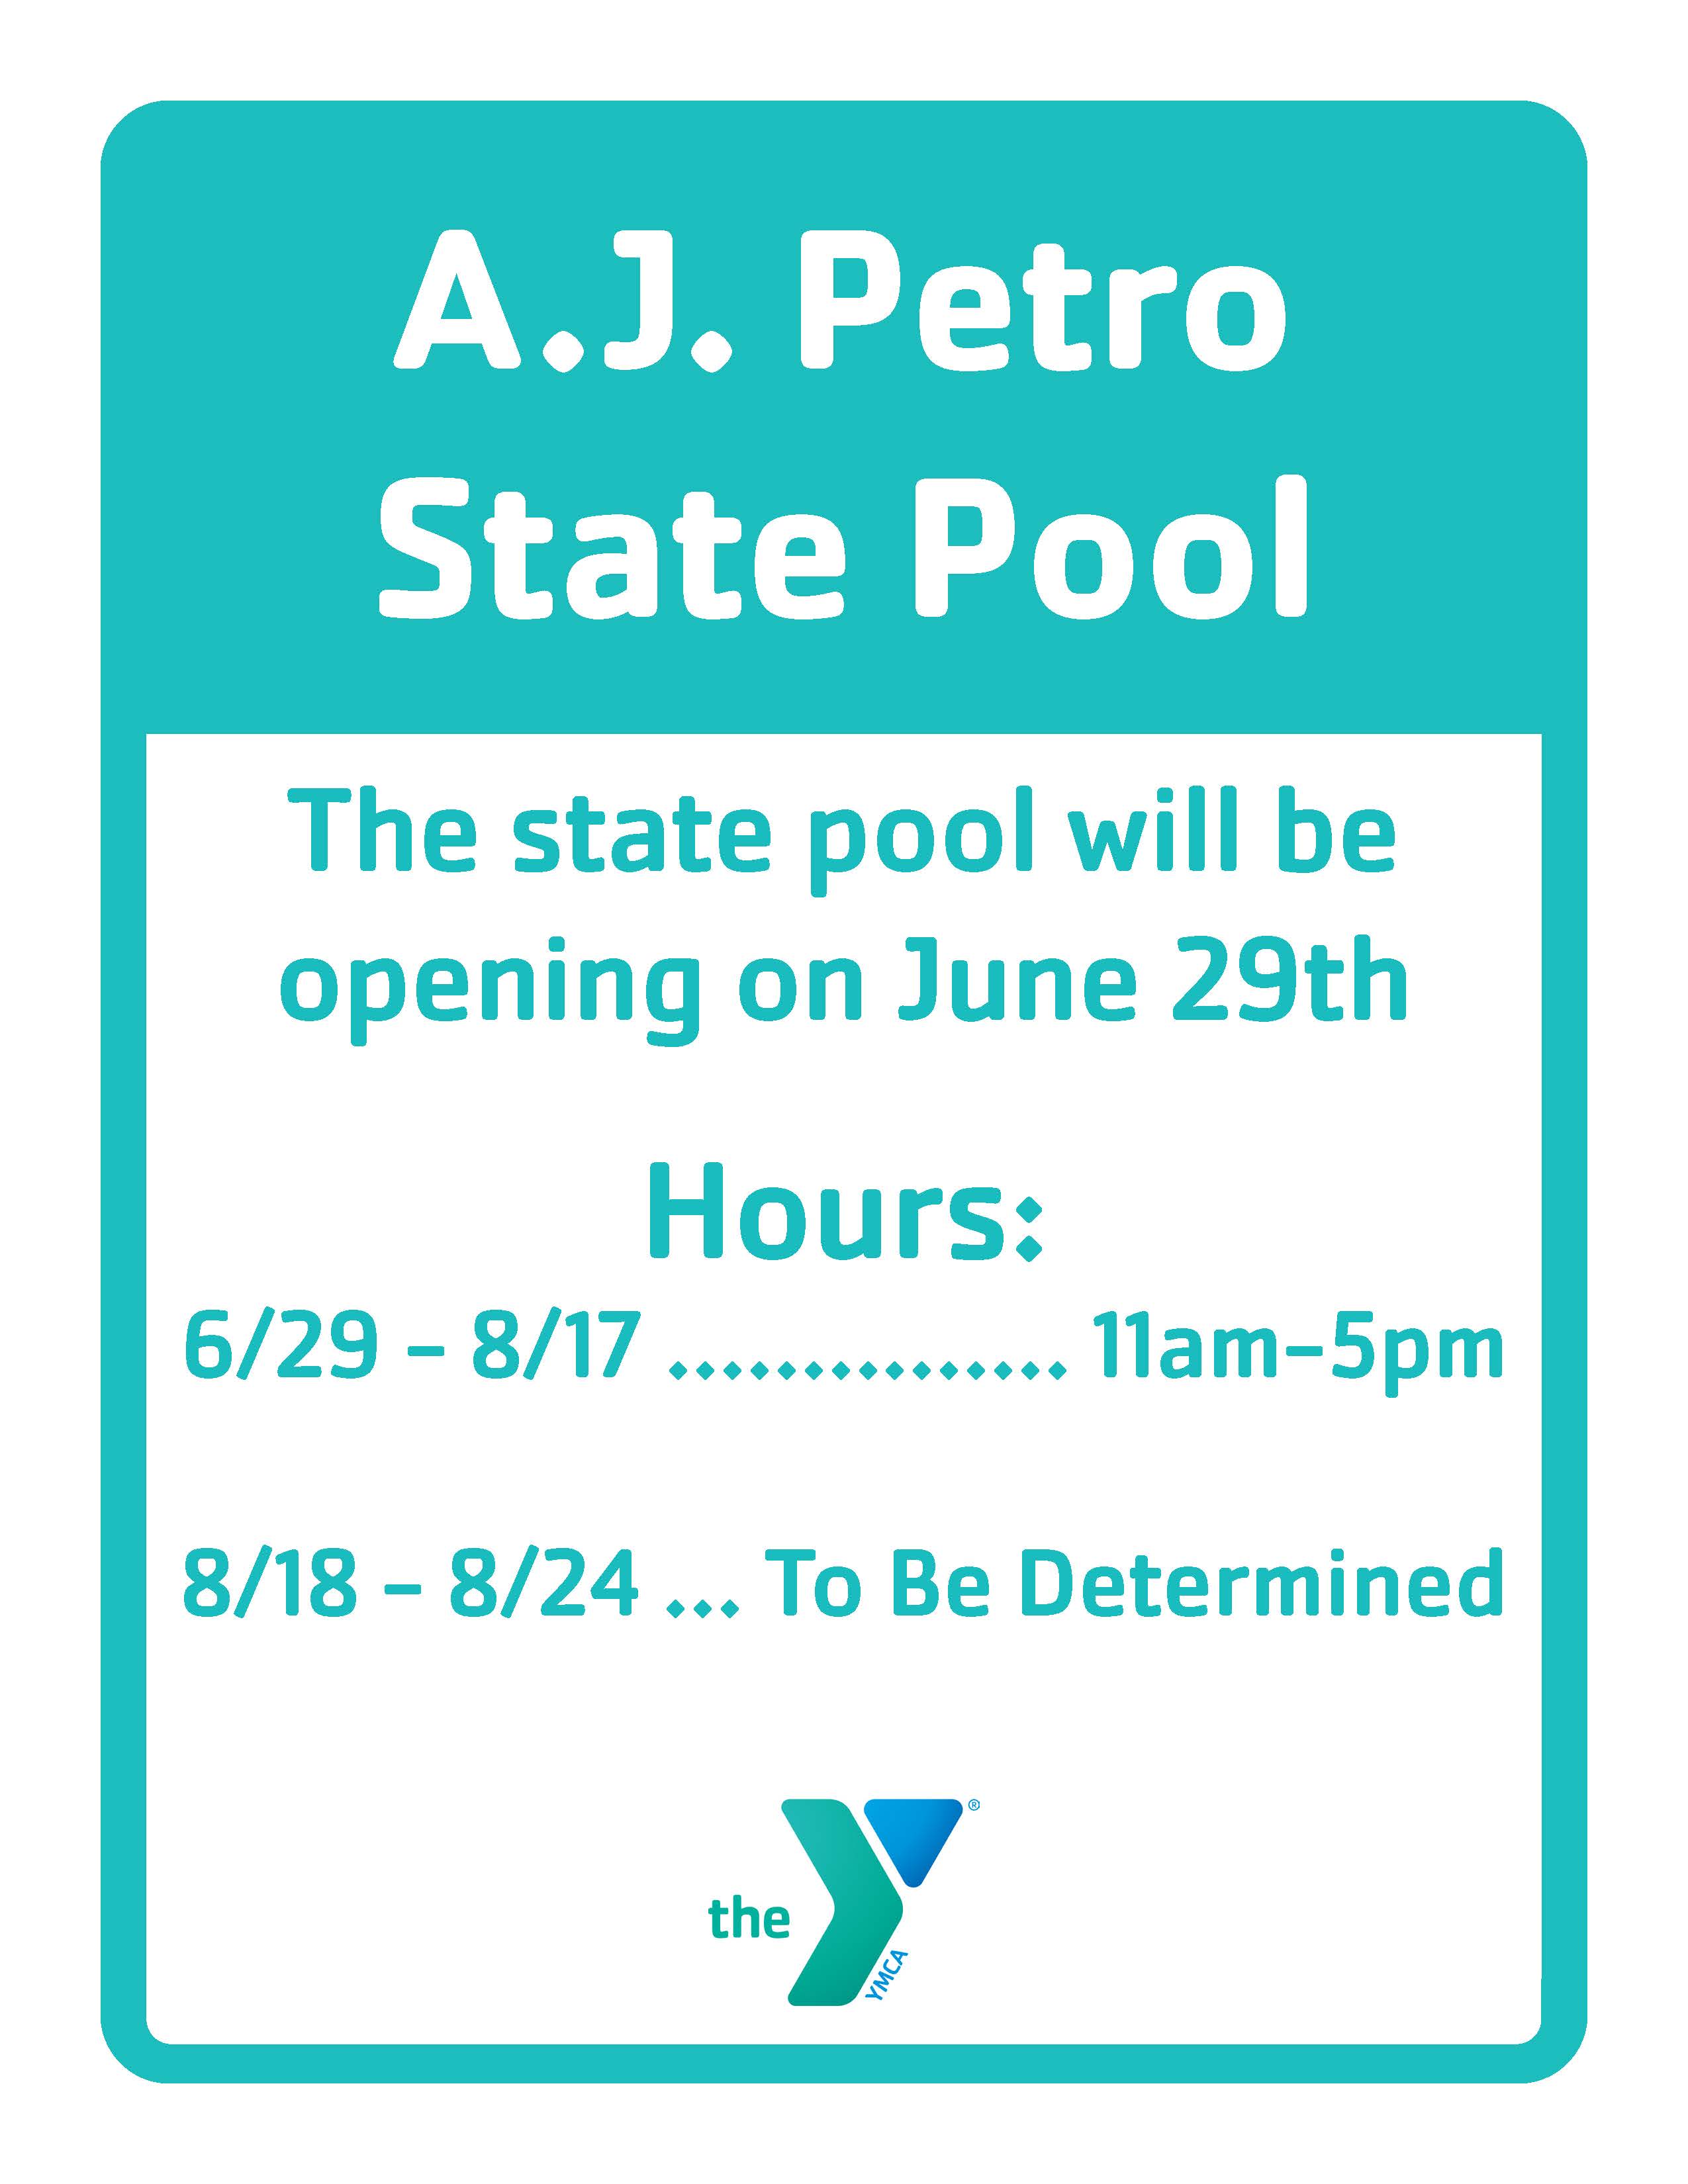 A.J. Petro
State Pool
The state pool will be
opening on June 29th
Hours:
6/29 – 8/17 ............... 11am–5pm
8/18 – 8/24 ... To Be Determined
the
YMCA
®